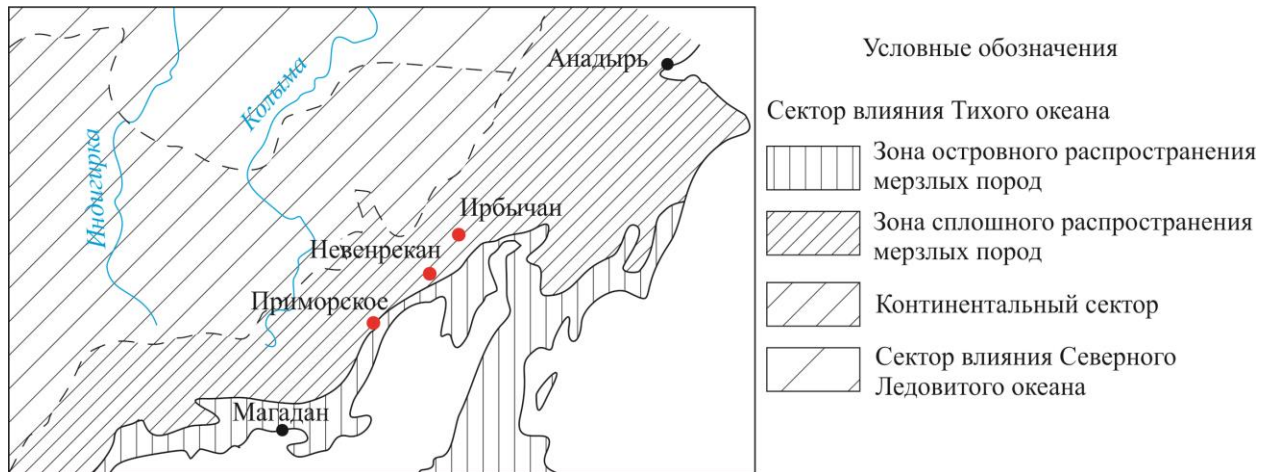 Анадырь
Колыма
Индигирка
Ирбычан
Невенрекан
Приморское
Магадан
Условные обозначения
Сектор влияния Тихого океана
Зона островного распространения
мерзлых пород
Зона сплошного распространения
мерзлых пород
Континентальный сектор
Сектор влияния Северного
Ледовитого океана